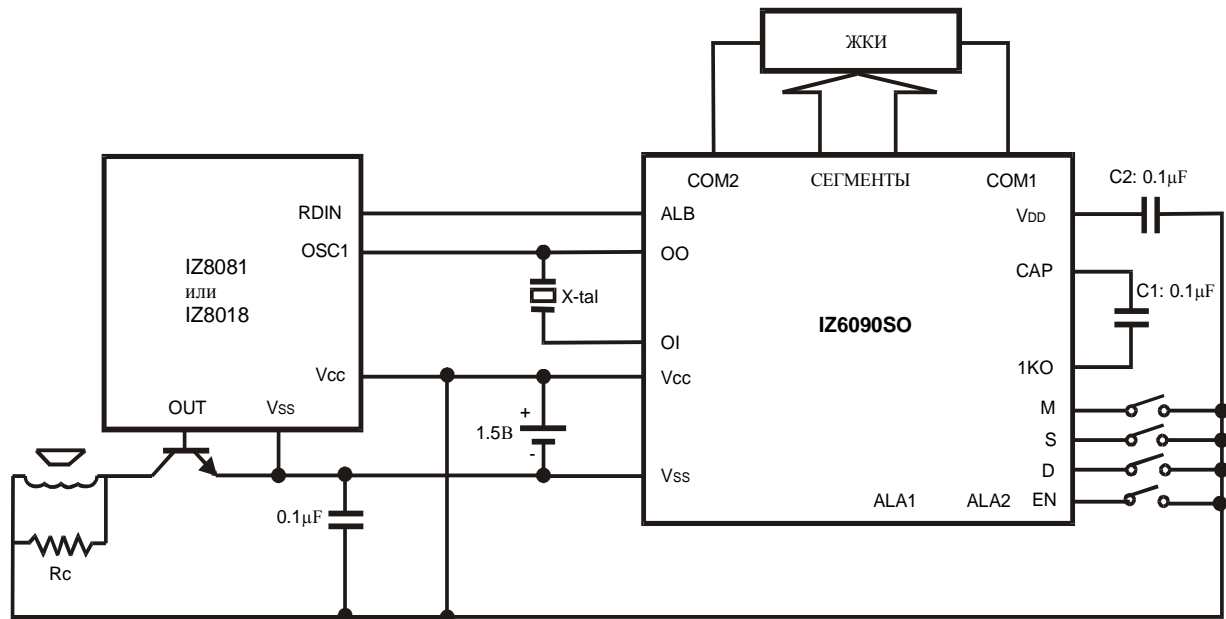 ЖКИ
COM2
СЕГМЕНТЫ
COM1
C2: 0.1μF
RDIN
ALB
VDD
OSC1
OO
CAP
IZ8081
или
IZ8018
X-tal
C1: 0.1μF
IZ6090SO
OI
1KO
Vcc
Vcc
OUT
Vss
+
1.5В
-
M
S
D
EN
Vss
ALA1
ALA2
0.1μF
Rc